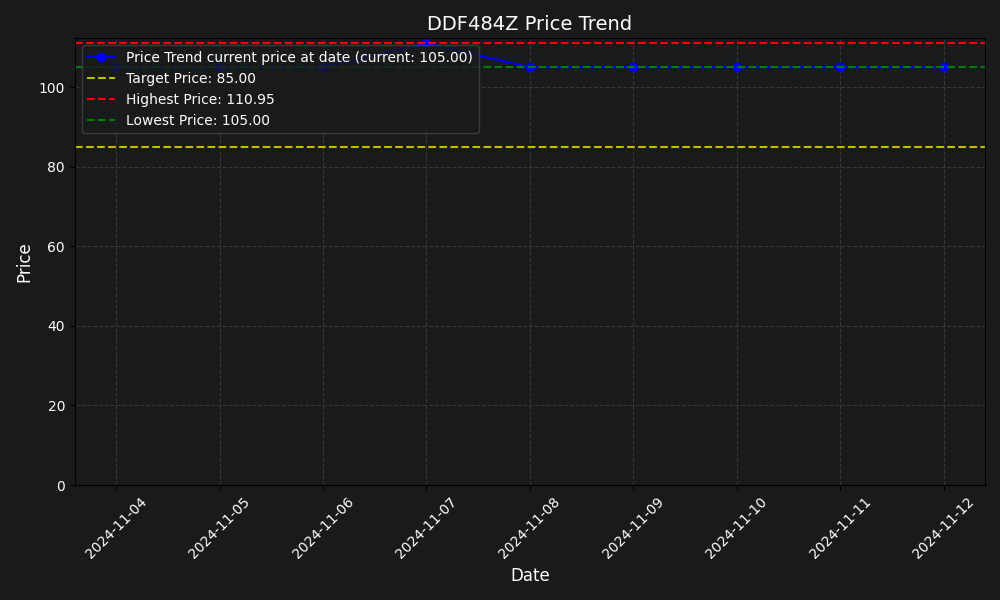 DDF484Z Price Trend
Price Trend current price at date (current: 105.00)
Target Price: 85.00
Highest Price: 110.95
Lowest Price: 105.00
100
80
60
40
20
0
Price
2024-11-04
2024-11-05
2024-11-06
2024-11-07
2024-11-08
2024-11-09
2024-11-10
2024-11-11
2024-11-12
Date